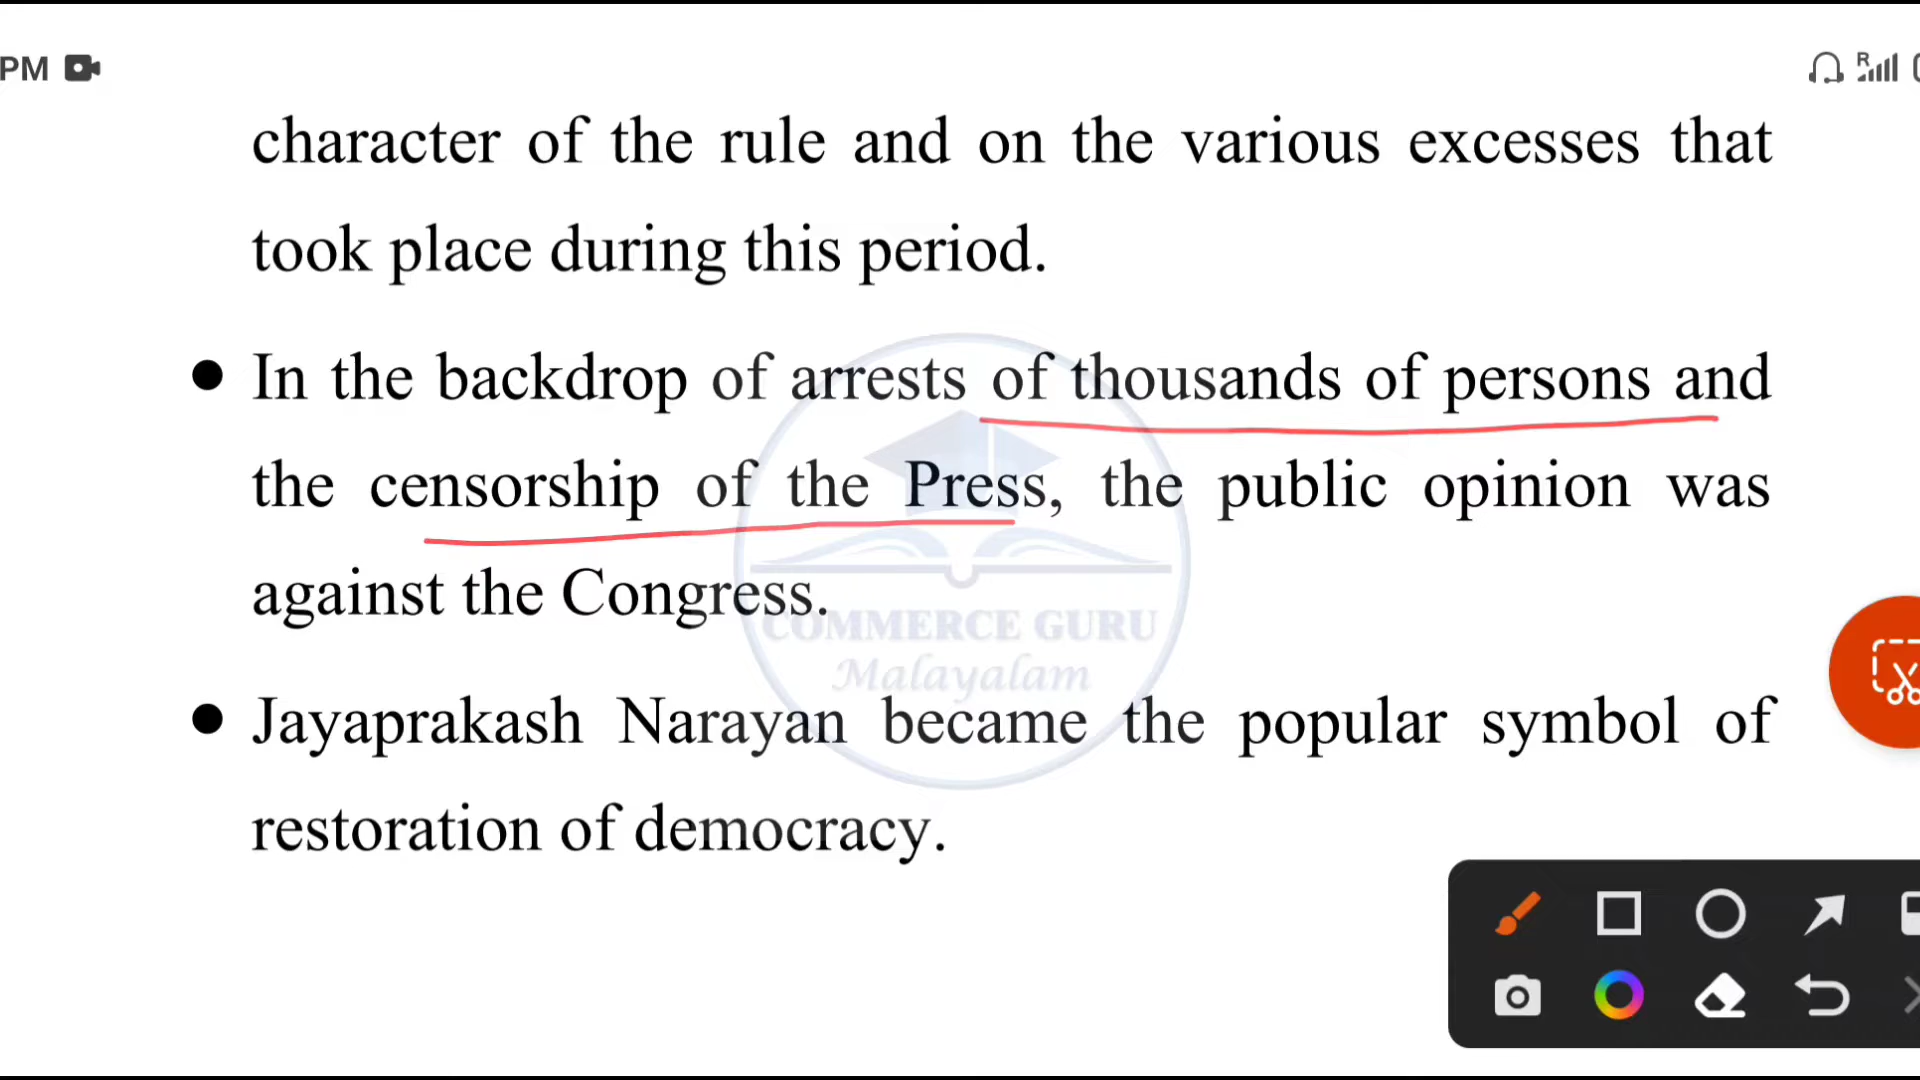 PM
R
character of the rule and on the various excesses that
took place during this period.
● In the backdrop of arrests of thousands of persons and
the censorship of the Press, the public opinion was
against the Congress.
COMMERCE GURU
Malayalam
● Jayaprakash Narayan became the popular symbol of
restoration of democracy.